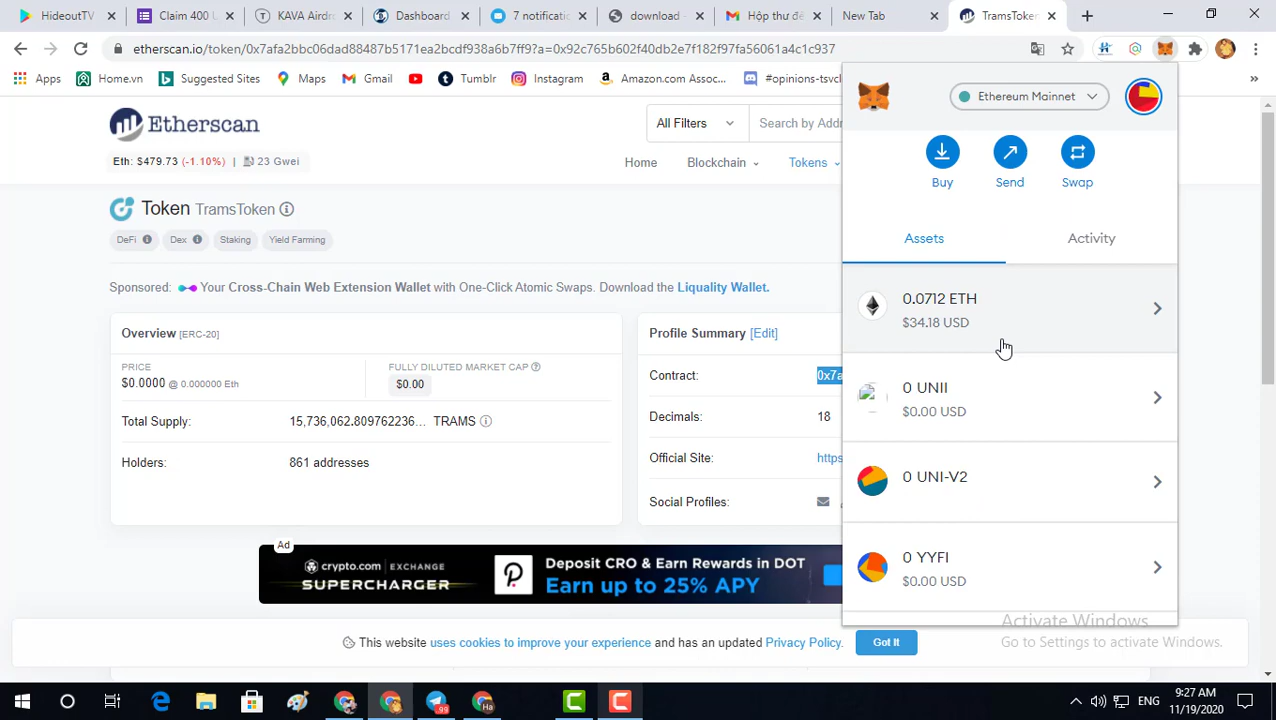 HideoutTV
Claim 400 U
KAVA Airdro
Dashboard
7 notificatio
download -
Hộp thư đế
New Tab
TramsToke
etherscan.io/token/0x7afa2bbc06dad88487b5171ea2bcdf938a6b7ff9?a=0x92c765b602f40db2e7f182f97fa56061a4c1c937
Apps
Home.vn
Suggested Sites
Maps
Gmail
Tumblr
Instagram
Amazon.com Assoc...
#opinions-tsvcl
»
Etherscan
All Filters
Search by Addr
Eth: $479.73 (-1.10%) | 23 Gwei
Home
Blockchain
Tokens
Token TramsToken
DeFi
Dex
Staking
Yield Farming
Sponsored: Your Cross-Chain Web Extension Wallet with One-Click Atomic Swaps. Download the Liquality Wallet.
Overview [ERC-20]
PRICE
$0.0000 @ 0.000000 Eth
FULLY DILUTED MARKET CAP
$0.00
Total Supply:
15,736,062.809762236... TRAMS
Holders:
861 addresses
Profile Summary [Edit]
Contract:
0x7a
Decimals:
18
Official Site:
https
Social Profiles:
Ad
crypto.com | EXCHANGE
SUPERCHARGER
Deposit CRO & Earn Rewards in DOT
Earn up to 25% APY
This website uses cookies to improve your experience and has an updated Privacy Policy.
Got It
Ethereum Mainnet
Buy
Send
Swap
Assets
Activity
0.0712 ETH
$34.18 USD
0 UNII
$0.00 USD
0 UNI-V2
0 YYFI
$0.00 USD
Activate Windows
Go to Settings to activate Windows.
99
Ha
ENG
9:27 AM
11/19/2020